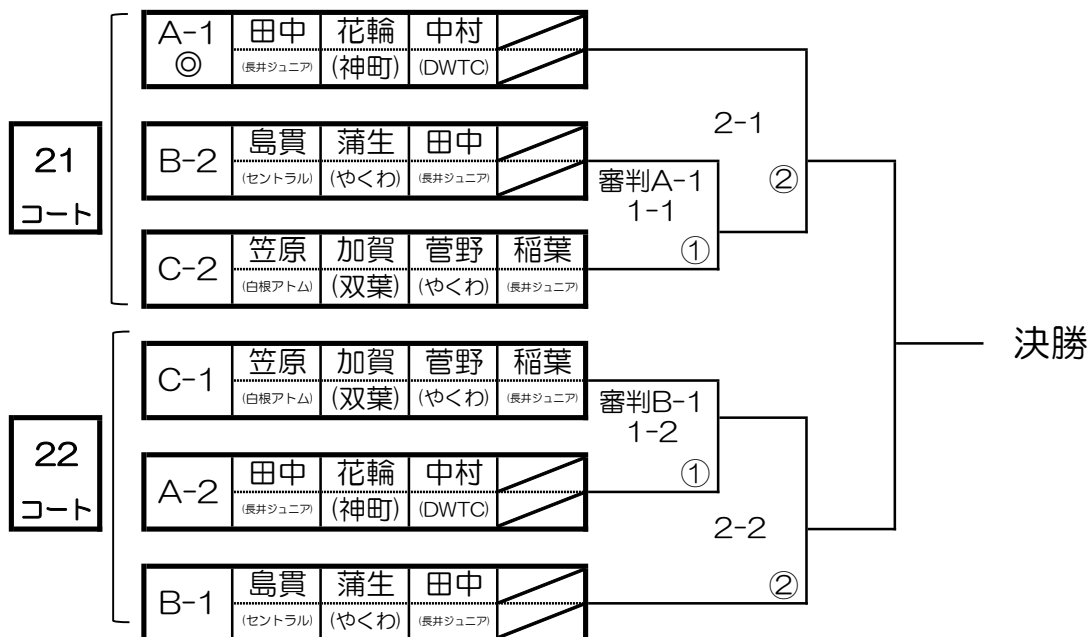 21
コート
A-1
◎
田中 花輪 中村
(長井ジュニア) (神町) (DWTC)
B-2
島貫 蒲生 田中
(セントラル) (やくわ) (長井ジュニア)
C-2
笠原 加賀 菅野 稲葉
(白根アトム) (双葉) (やくわ) (長井ジュニア)
審判A-1
1-1
①
2-1
②
22
コート
C-1
笠原 加賀 菅野 稲葉
(白根アトム) (双葉) (やくわ) (長井ジュニア)
A-2
田中 花輪 中村
(長井ジュニア) (神町) (DWTC)
B-1
島貫 蒲生 田中
(セントラル) (やくわ) (長井ジュニア)
審判B-1
1-2
①
2-2
②
決勝